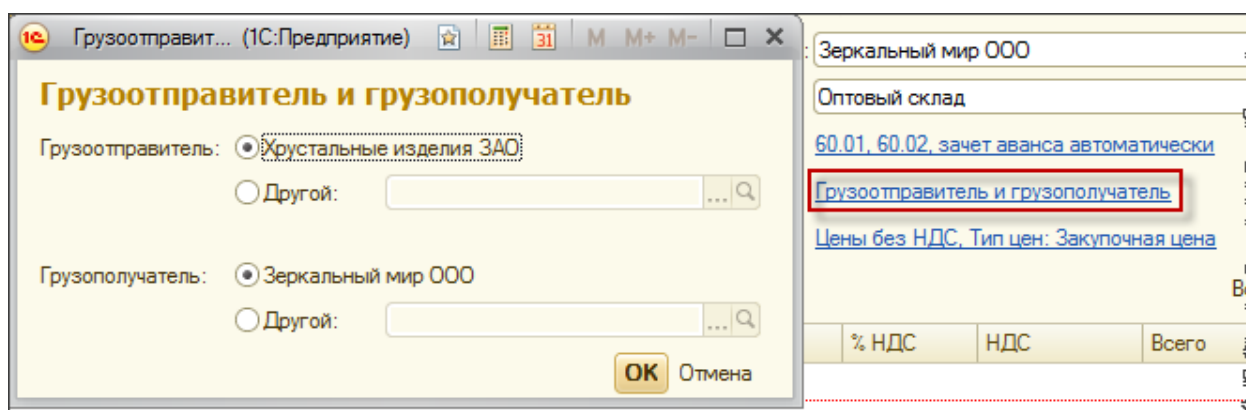 Грузоотправит... (1С:Предприятие) 31 M M+ M-
Грузоотправитель и грузополучатель
Грузоотправитель: Хрустальные изделия ЗАО
Другой: ...
Грузополучатель: Зеркальный мир ООО
Другой: ...
ОК Отмена
: Зеркальный мир ООО
Оптовый склад
60.01, 60.02, зачет аванса автоматически
Грузоотправитель и грузополучатель
Цены без НДС, Тип цен: Закупочная цена
% НДС НДС Всего